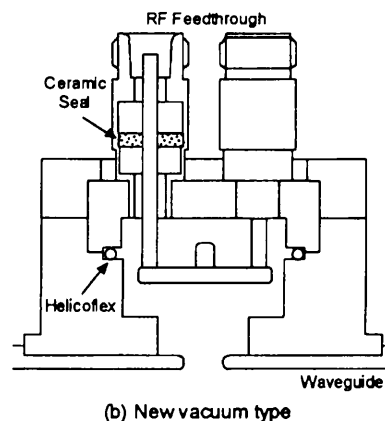 RF Feedthrough
Ceramic
Seal
Helicoflex
Waveguide
(b) New vacuum type